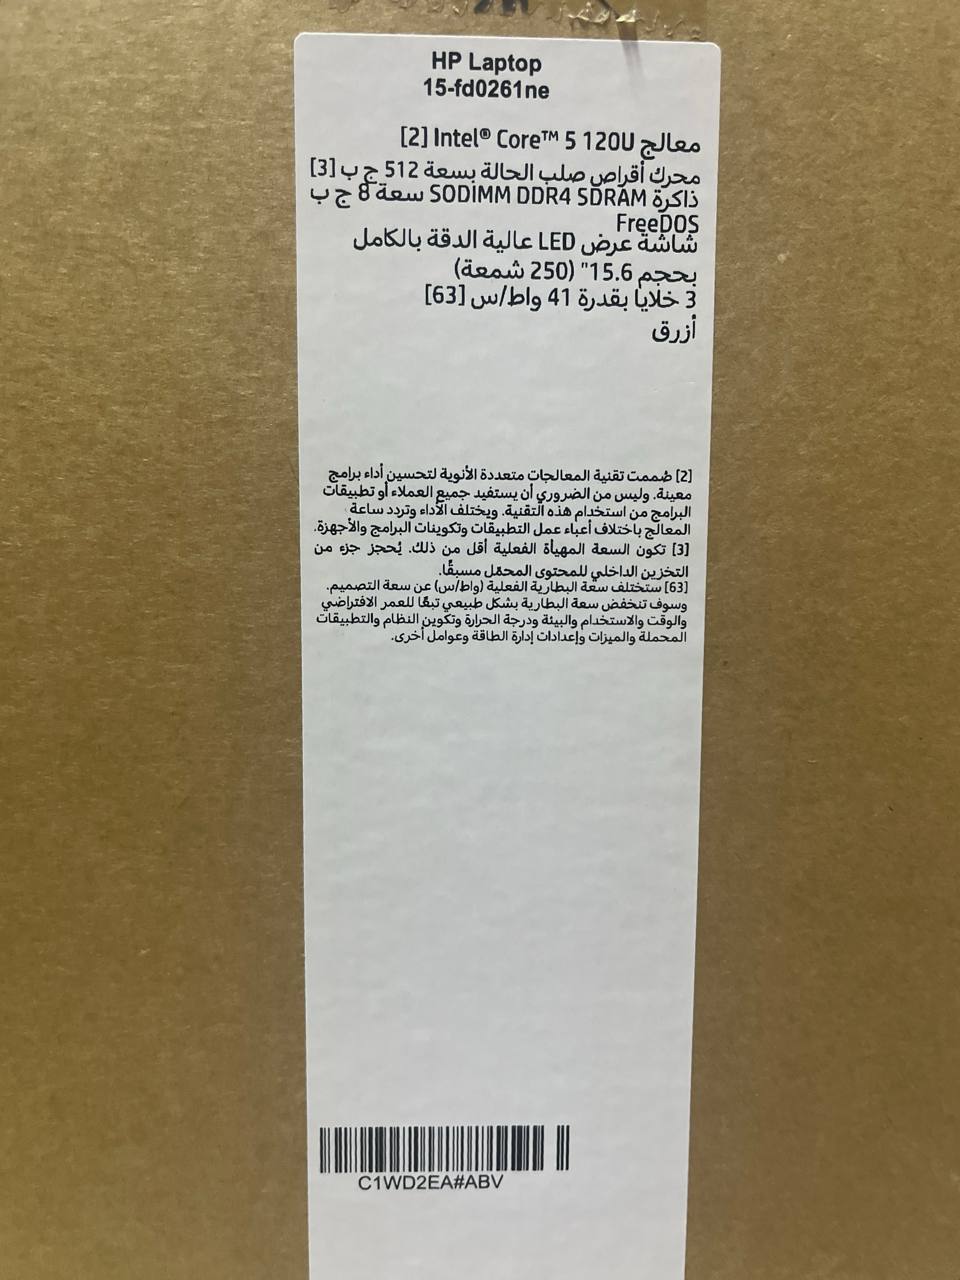 HP Laptop
15-fd0261ne
معالج Intel® Core™ 5 120U [2]
محرك أقراص صلب الحالة بسعة 512 ج ب [3]
ذاكرة SODIMM DDR4 SDRAM سعة 8 ج ب
FreeDOS
شاشة عرض LED عالية الدقة بالكامل
بحجم 15.6" (250 شمعة)
3 خلايا بقدرة 41 واط/س [63]
أزرق
[2] صُممت تقنية المعالجات متعددة الأنوية لتحسين أداء برامج
معينة. وليس من الضروري أن يستفيد جميع العملاء أو تطبيقات
البرامج من استخدام هذه التقنية. ويختلف الأداء وتردد ساعة
المعالج باختلاف أعباء عمل التطبيقات وتكوينات البرامج والأجهزة.
[3] تكون السعة المهيأة الفعلية أقل من ذلك. يُحجز جزء من
التخزين الداخلي للمحتوى المحمّل مسبقًا.
[63] ستختلف سعة البطارية الفعلية (واط/س) عن سعة التصميم.
وسوف تنخفض سعة البطارية بشكل طبيعي تبعًا للعمر الافتراضي
والوقت والاستخدام والبيئة ودرجة الحرارة وتكوين النظام والتطبيقات
المحملة والميزات وإعدادات إدارة الطاقة وعوامل أخرى.
C1WD2EA#ABV